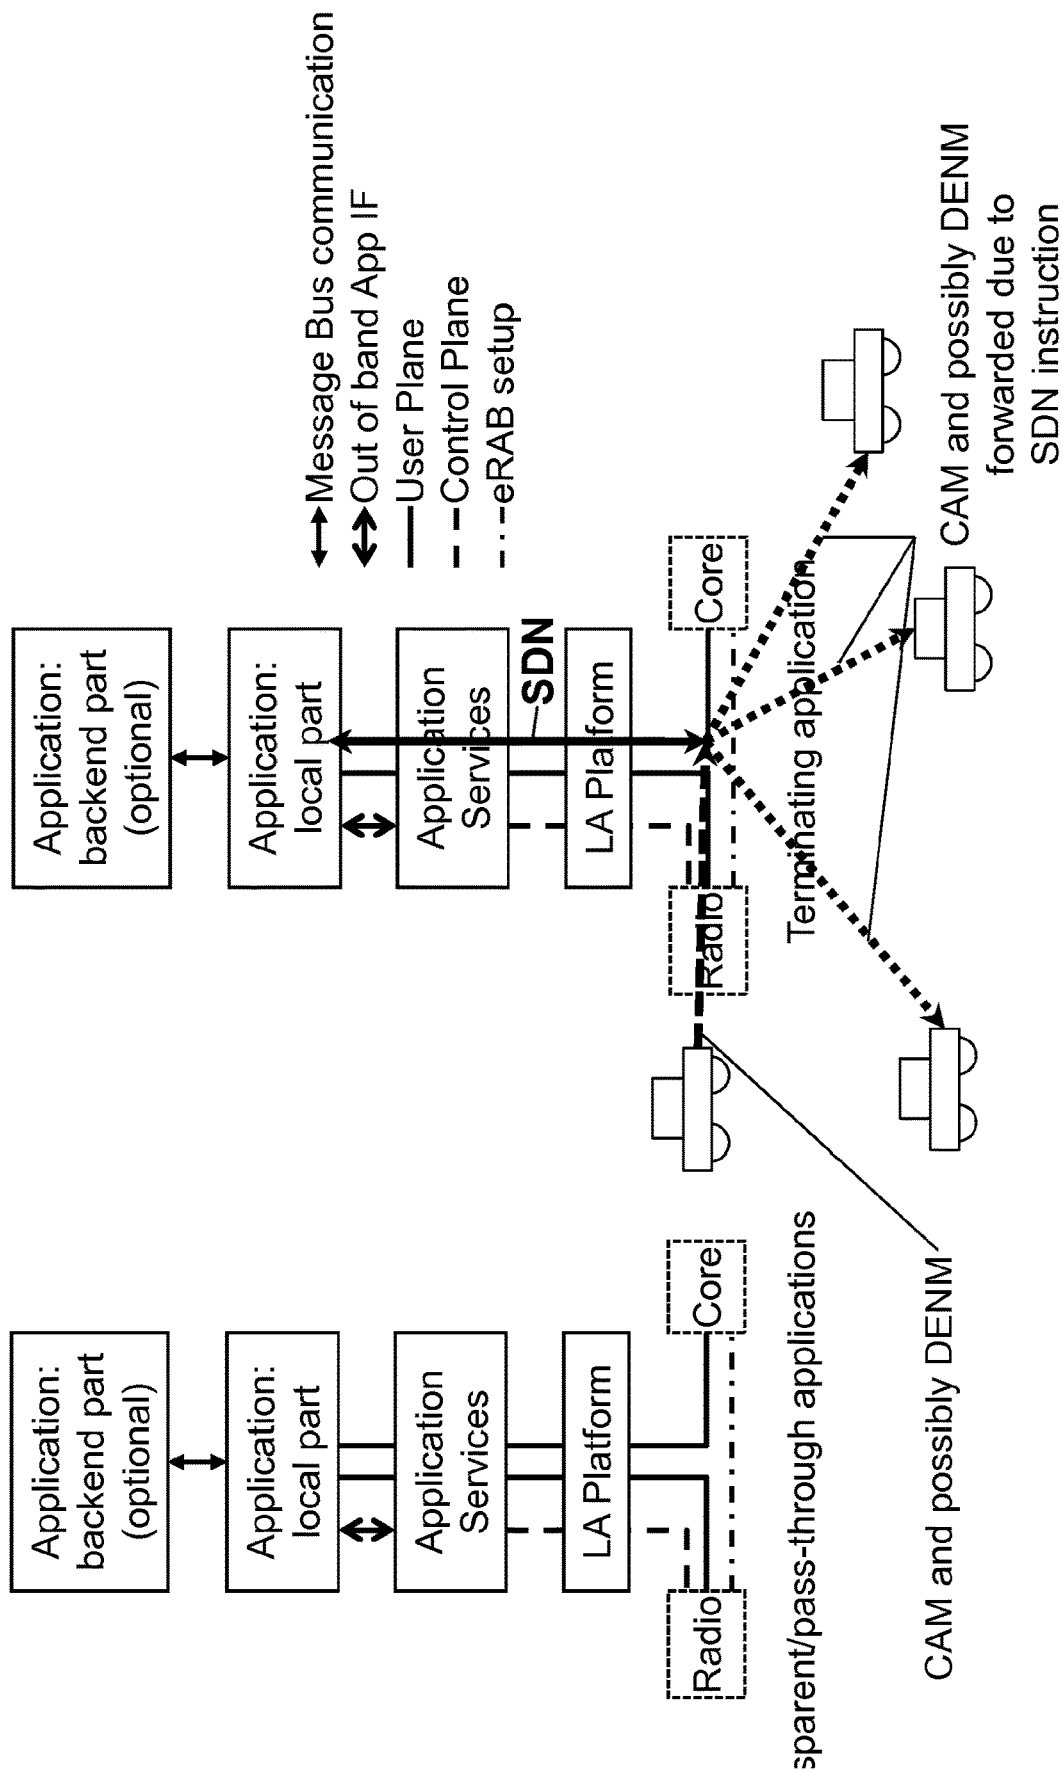 Application:
backend part
(optional)
Application:
local part
Application
Services
LA Platform
Radio
Core
sparent/pass-through applications
CAM and possibly DENM
Application:
backend part
(optional)
Application:
local part
Application
Services
SDN
LA Platform
Radio
Core
Terminating application
Message Bus communication
Out of band App IF
User Plane
Control Plane
eRAB setup
CAM and possibly DENM
forwarded due to
SDN instruction